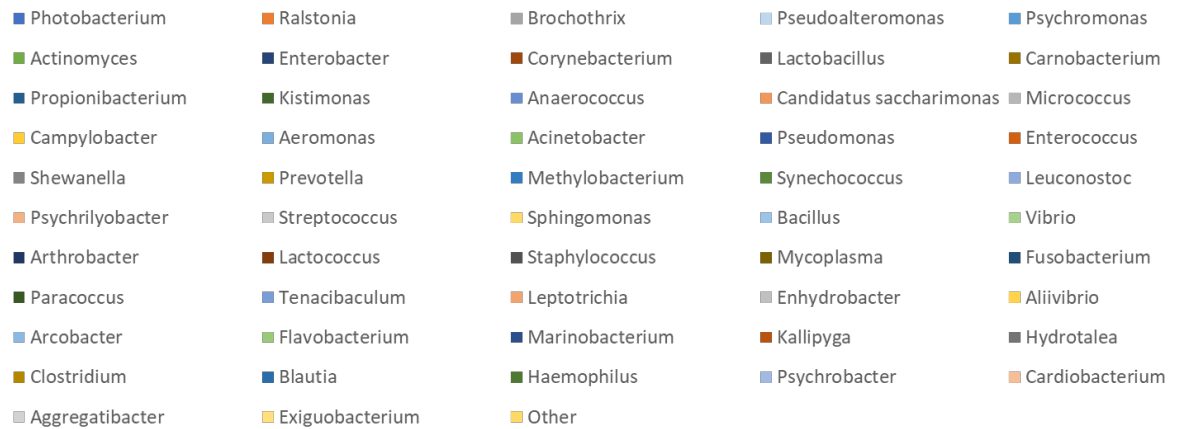 Photobacterium Ralstonia Brochothrix Pseudoalteromonas Psychromonas
Actinomyces Enterobacter Corynebacterium Lactobacillus Carnobacterium
Propionibacterium Kistimonas Anaerococcus Candidatus saccharimonas Micrococcus
Campylobacter Aeromonas Acinetobacter Pseudomonas Enterococcus
Shewanella Prevotella Methylobacterium Synechococcus Leuconostoc
Psychrilyobacter Streptococcus Sphingomonas Bacillus Vibrio
Arthrobacter Lactococcus Staphylococcus Mycoplasma Fusobacterium
Paracoccus Tenacibaculum Leptotrichia Enhydrobacter Aliivibrio
Arcobacter Flavobacterium Marinobacterium Kallipyga Hydrotalea
Clostridium Blautia Haemophilus Psychrobacter Cardiobacterium
Aggregatibacter Exiguobacterium Other